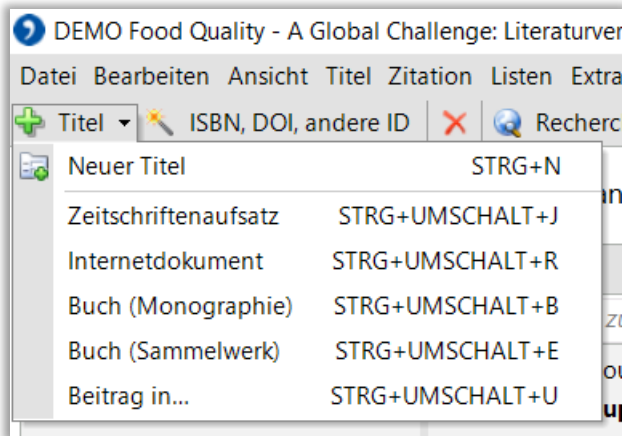 DEMO Food Quality - A Global Challenge: Literaturver
Datei Bearbeiten Ansicht Titel Zitation Listen Extra
Titel ISBN, DOI, andere ID Recherc
Neuer Titel STRG+N
Zeitschriftenaufsatz STRG+UMSCHALT+J
Internetdokument STRG+UMSCHALT+R
Buch (Monographie) STRG+UMSCHALT+B
Buch (Sammelwerk) STRG+UMSCHALT+E
Beitrag in... STRG+UMSCHALT+U